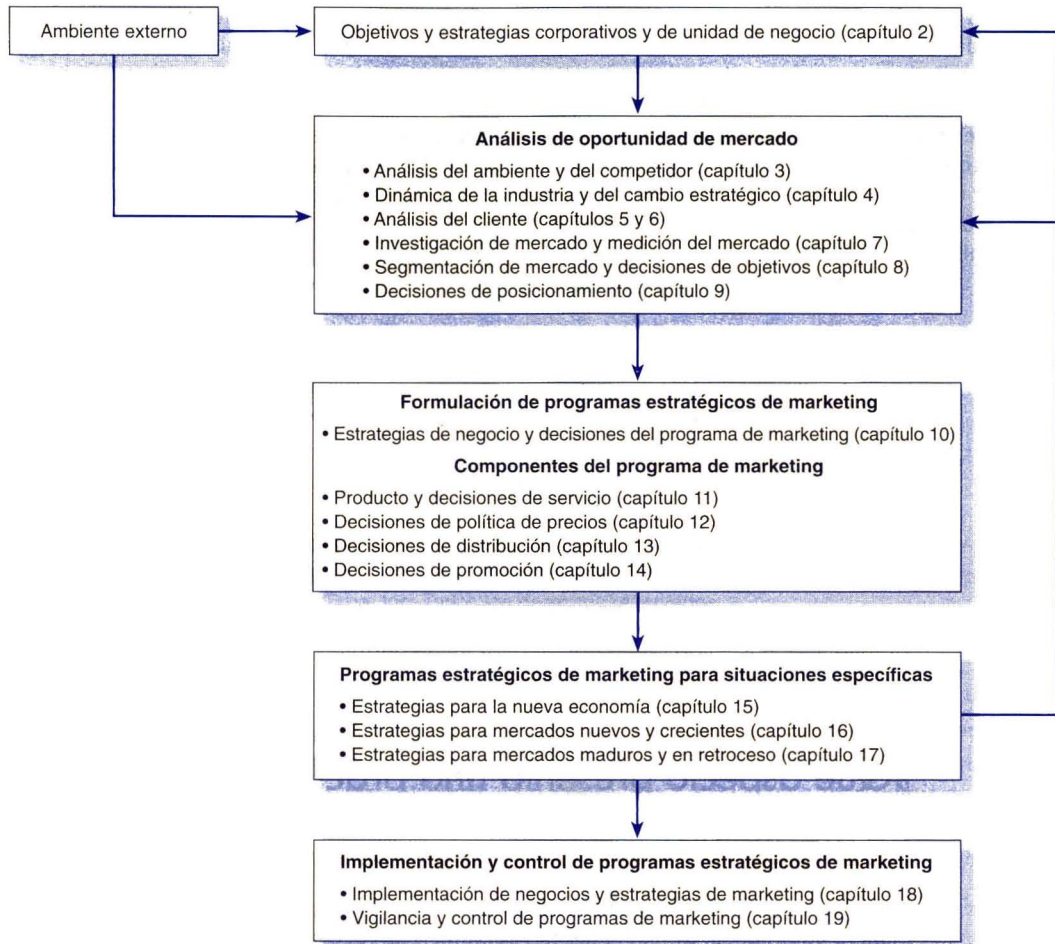 Ambiente externo
Objetivos y estrategias corporativos y de unidad de negocio (capítulo 2)
Análisis de oportunidad de mercado
• Análisis del ambiente y del competidor (capítulo 3)
• Dinámica de la industria y del cambio estratégico (capítulo 4)
• Análisis del cliente (capítulos 5 y 6)
• Investigación de mercado y medición del mercado (capítulo 7)
• Segmentación de mercado y decisiones de objetivos (capítulo 8)
• Decisiones de posicionamiento (capítulo 9)
Formulación de programas estratégicos de marketing
• Estrategias de negocio y decisiones del programa de marketing (capítulo 10)
Componentes del programa de marketing
• Producto y decisiones de servicio (capítulo 11)
• Decisiones de política de precios (capítulo 12)
• Decisiones de distribución (capítulo 13)
• Decisiones de promoción (capítulo 14)
Programas estratégicos de marketing para situaciones específicas
• Estrategias para la nueva economía (capítulo 15)
• Estrategias para mercados nuevos y crecientes (capítulo 16)
• Estrategias para mercados maduros y en retroceso (capítulo 17)
Implementación y control de programas estratégicos de marketing
• Implementación de negocios y estrategias de marketing (capítulo 18)
• Vigilancia y control de programas de marketing (capítulo 19)